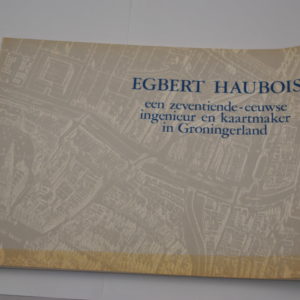 EGBERT HAUBOIS
een zeventiende-eeuwse
ingenieur en kaartmaker
in Groningerland